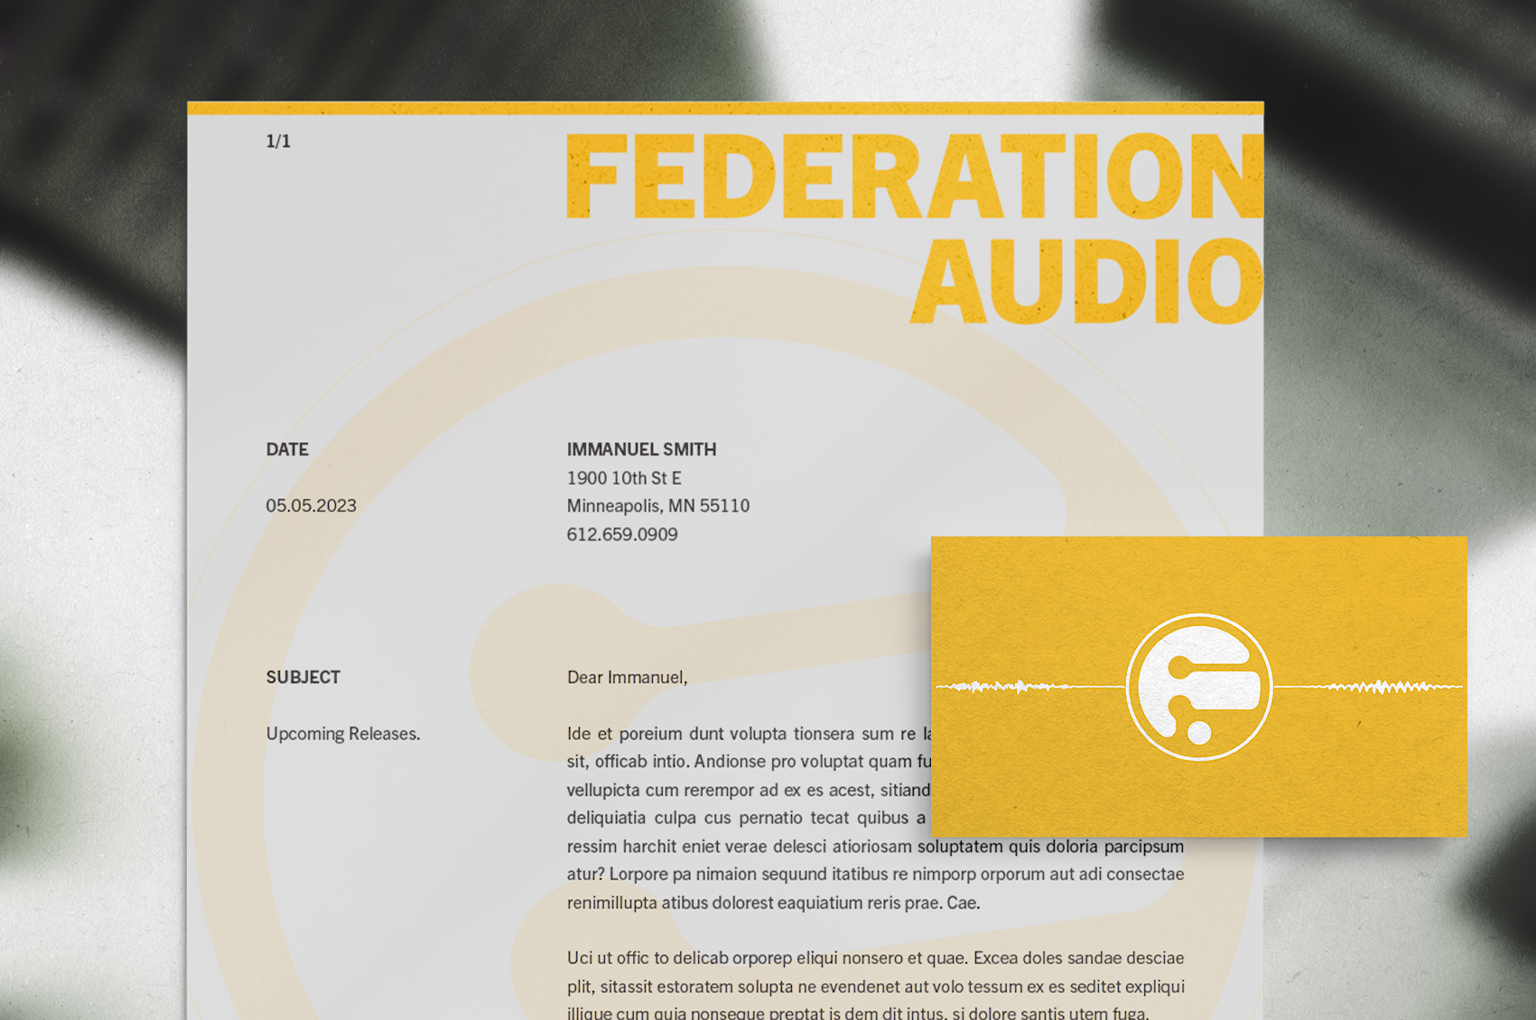 1/1
FEDERATION
AUDIO
DATE
05.05.2023
IMMANUEL SMITH
1900 10th St E
Minneapolis, MN 55110
612.659.0909
SUBJECT
Upcoming Releases.
Dear Immanuel,
Ide et poreium dunt volupta tionsera sum re
sit, officab intio. Andionse pro voluptat quam
vellupicta cum rerempor ad ex es acest, sitiand
deliquiatia culpa cus pernatio tecat quibus a
ressim harchit eniet verae delesci atioriosam soluptatem quis doloria parcipsum
atur? Lorpore pa nimaion sequund itatibus re nimporp orporum aut adi consectae
renimillupta atibus dolorest eaquiatium reris prae. Cae.
Uci ut offic to delicab orporep eliqui nonsero et quae. Excea doles sandae desciae
plit, sitassit estoratem solupta ne evendenet aut volo tessum ex es seditet expliqui
illique cum quia nonseque preptat is dem dit intus, si dolore santis utem fuga.